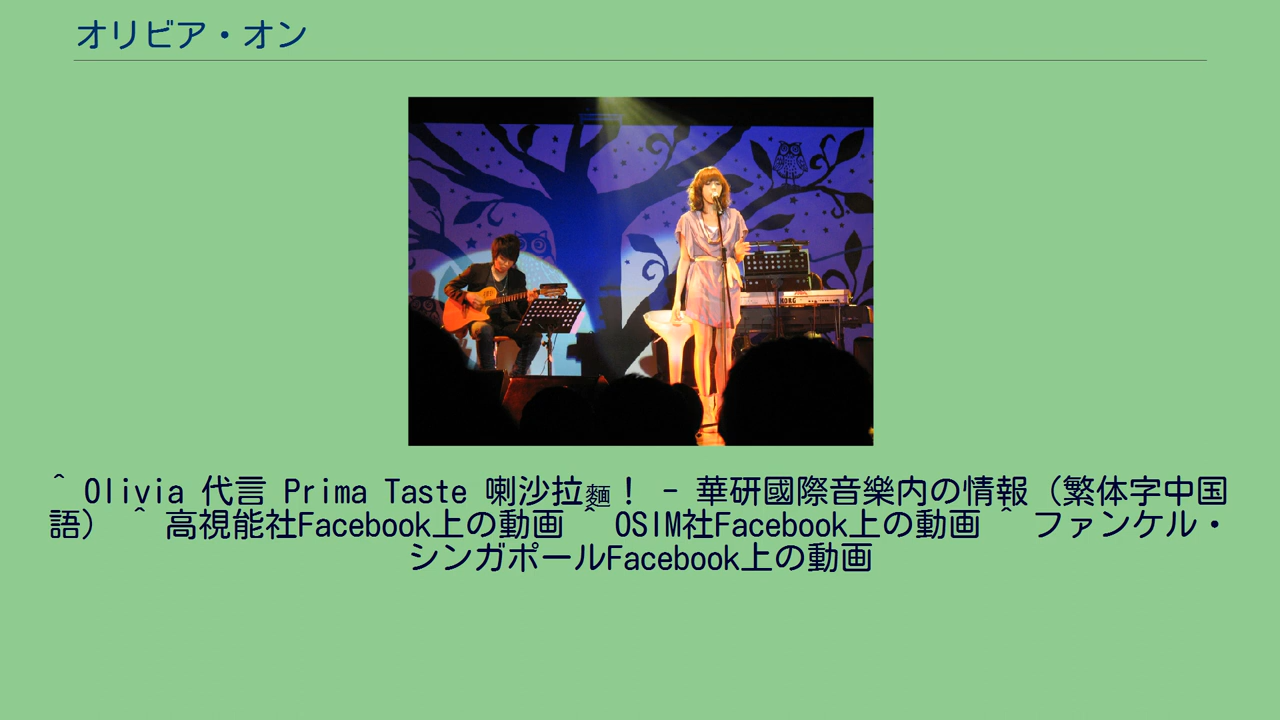 オリビア・オン
KORG
^ Olivia 代言 Prima Taste 喇沙拉麵！ - 華研國際音樂内の情報（繁体字中国
語） ^ 高視能社Facebook上の動画 ^ OSIM社Facebook上の動画 ^ ファンケル・
シンガポールFacebook上の動画